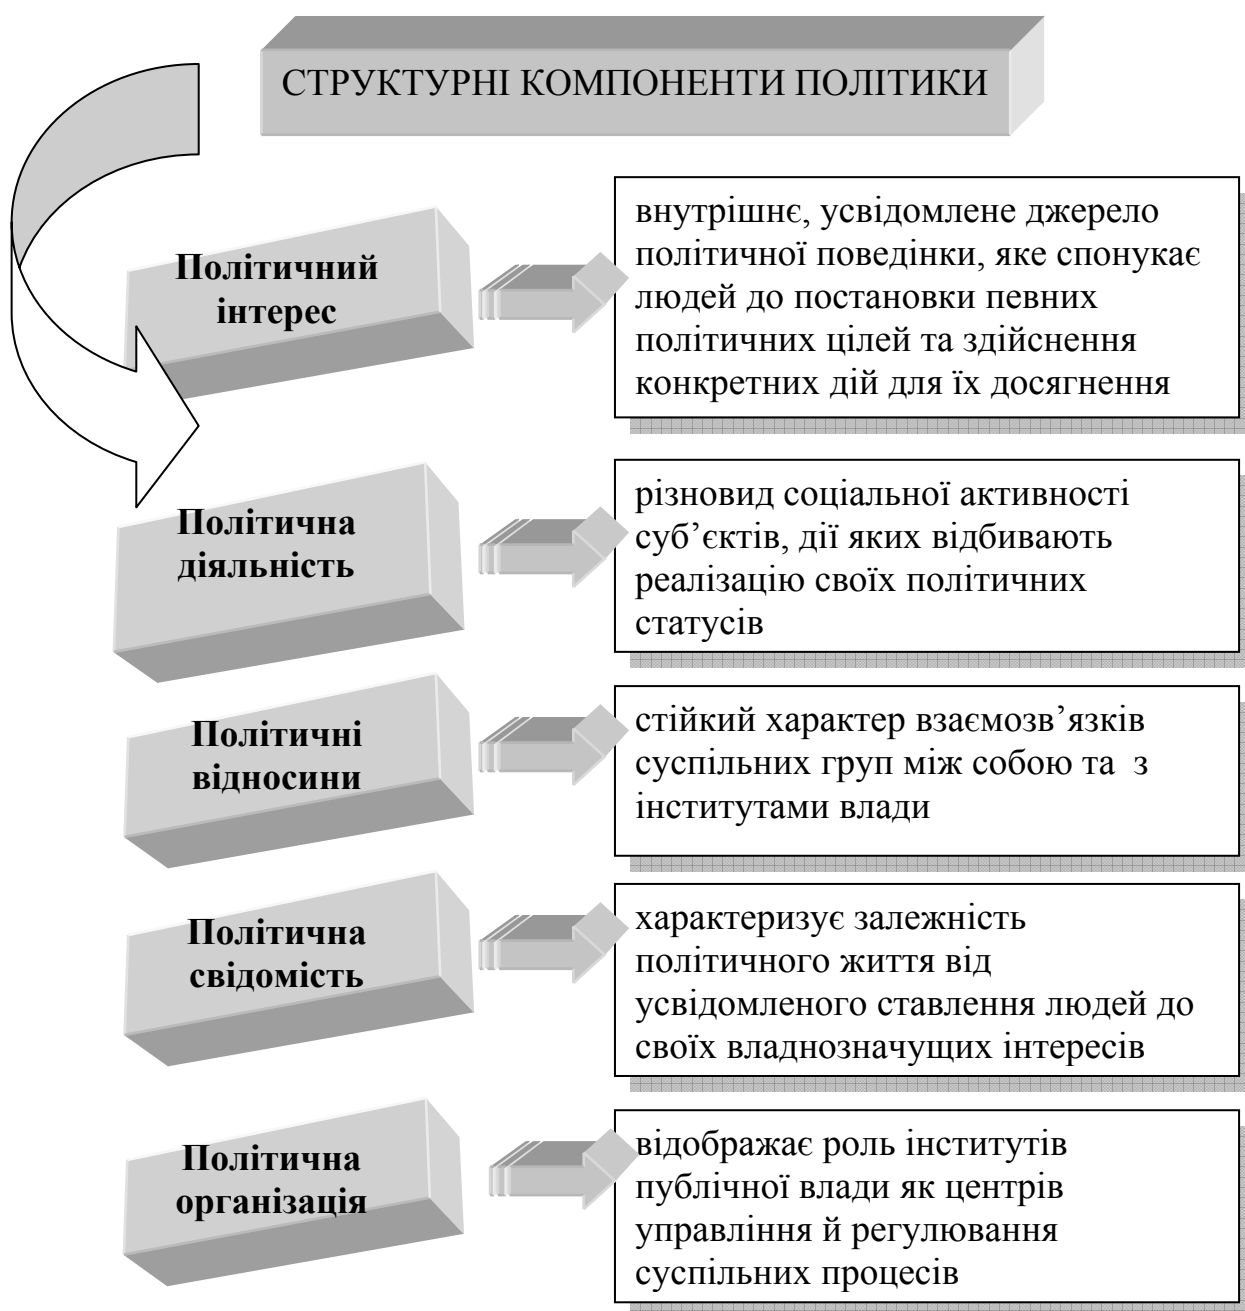 СТРУКТУРНІ КОМПОНЕНТИ ПОЛІТИКИ
Політичний
інтерес
внутрішнє, усвідомлене джерело
політичної поведінки, яке спонукає
людей до постановки певних
політичних цілей та здійснення
конкретних дій для їх досягнення
Політична
діяльність
різновид соціальної активності
суб’єктів, дії яких відбивають
реалізацію своїх політичних
статусів
Політичні
відносини
стійкий характер взаємозв’язків
суспільних груп між собою та з
інститутами влади
Політична
свідомість
характеризує залежність
політичного життя від
усвідомленого ставлення людей до
своїх владнозначущих інтересів
Політична
організація
відображає роль інститутів
публічної влади як центрів
управління й регулювання
суспільних процесів